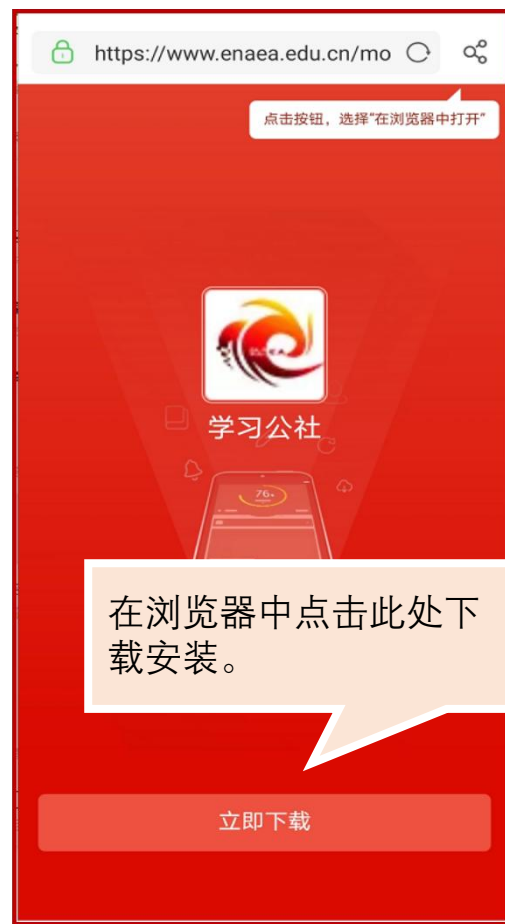 https://www.enaea.edu.cn/mo
点击按钮，选择“在浏览器中打开”
学习公社
76
在浏览器中点击此处下
载安装。
立即下载